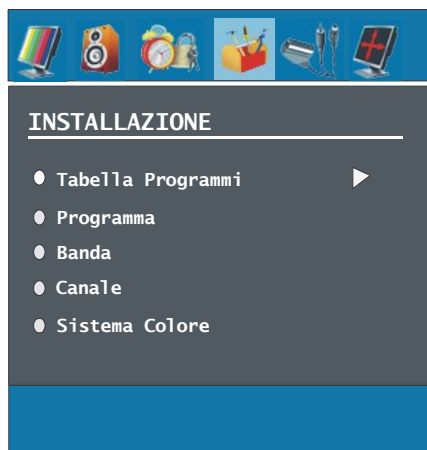 INSTALLAZIONE
Tabella Programmi
Programma
Banda
Canale
Sistema Colore